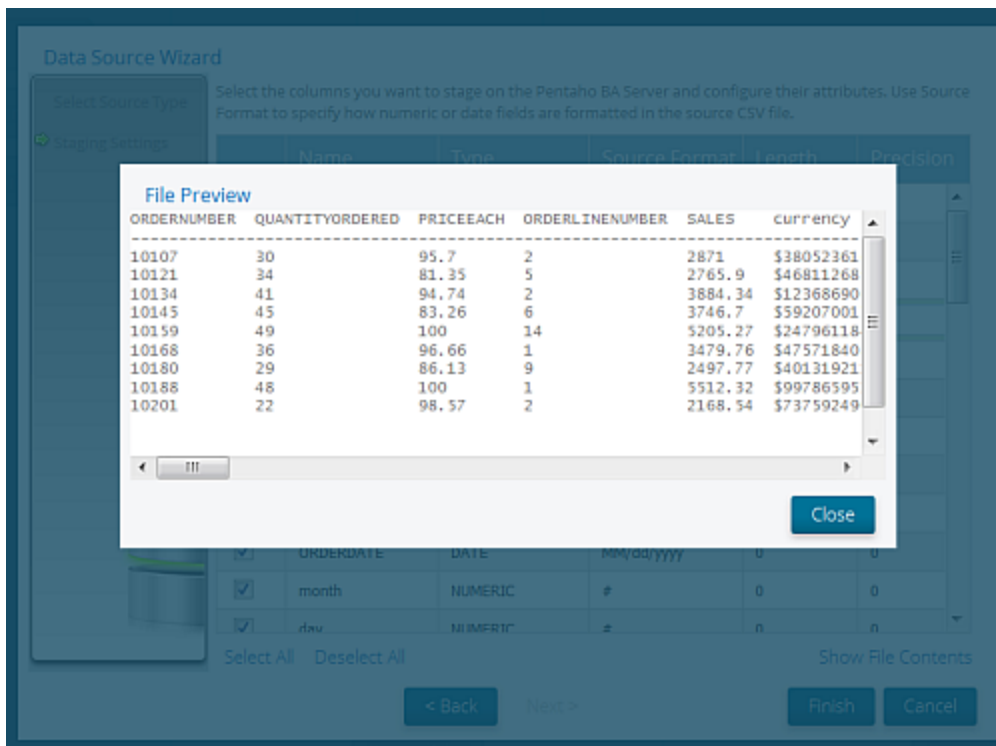 Data Source Wizard
Select Source Type
Staging Settings
Select the columns you want to stage on the Pentaho BA Server and configure their attributes. Use Source
Format to specify how numeric or date fields are formatted in the source CSV file.
Name Type Source Format Length Precision
File Preview
ORDERNUMBER QUANTITYORDERED PRICEEACH ORDERLINENUMBER SALES currency
--------------------------------------------------------------------------------
10107 30 95.7 2 2871 $38052361
10121 34 81.35 5 2765.9 $46811268
10134 41 94.74 2 3884.34 $12368690
10145 45 83.26 6 3746.7 $59207001
10159 49 100 14 5205.27 $24796118
10168 36 96.66 1 3479.76 $47571840
10180 29 86.13 9 2497.77 $40131921
10188 48 100 1 5512.32 $99786595
10201 22 98.57 2 2168.54 $73759249
Close
ORDERDATE DATE MM/dd/yyyy 0 0
month NUMERIC # 0 0
day NUMERIC # 0 0
Select All Deselect All Show File Contents
< Back Next > Finish Cancel